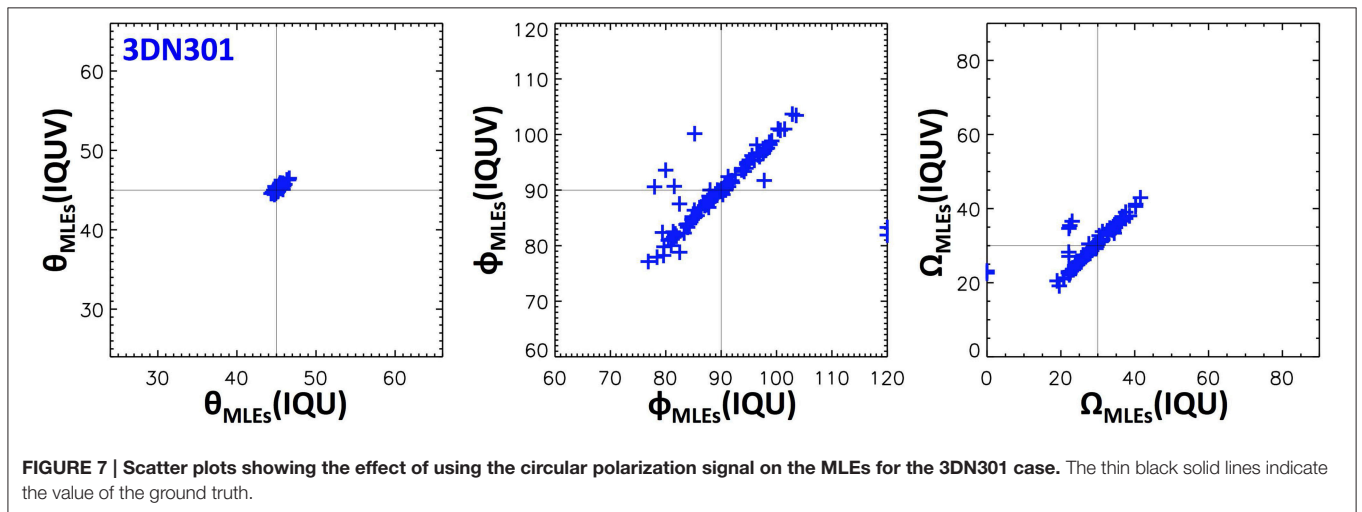 3DN301
θMLEs(IQUV)
60
50
40
30
30 40 50 60
θMLEs(IQU)
ΦMLEs(IQUV)
120
110
100
90
80
70
60
60 70 80 90 100 110 120
ΦMLEs(IQU)
ΩMLEs(IQUV)
80
60
40
20
0
0 20 40 60 80
ΩMLEs(IQU)
FIGURE 7 | Scatter plots showing the effect of using the circular polarization signal on the MLEs for the 3DN301 case. The thin black solid lines indicate
the value of the ground truth.